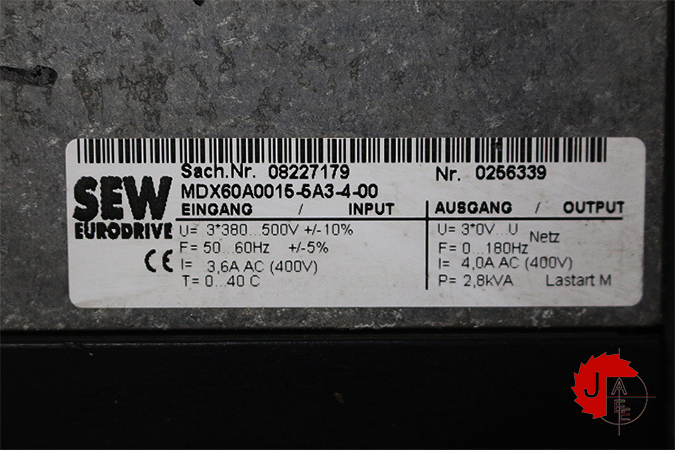 Sach.Nr. 08227179 Nr. 0256339
MDX60A0015-5A3-4-00
SEW
EURODRIVE
EINGANG / INPUT
U= 3*380...500V +/-10%
F= 50...60Hz +/-5%
I= 3,6A AC (400V)
T= 0...40 C
CE
AUSGANG / OUTPUT
U= 3*0V...U Netz
F= 0...180Hz
I= 4,0A AC (400V)
P= 2,8kVA Lastart M
J